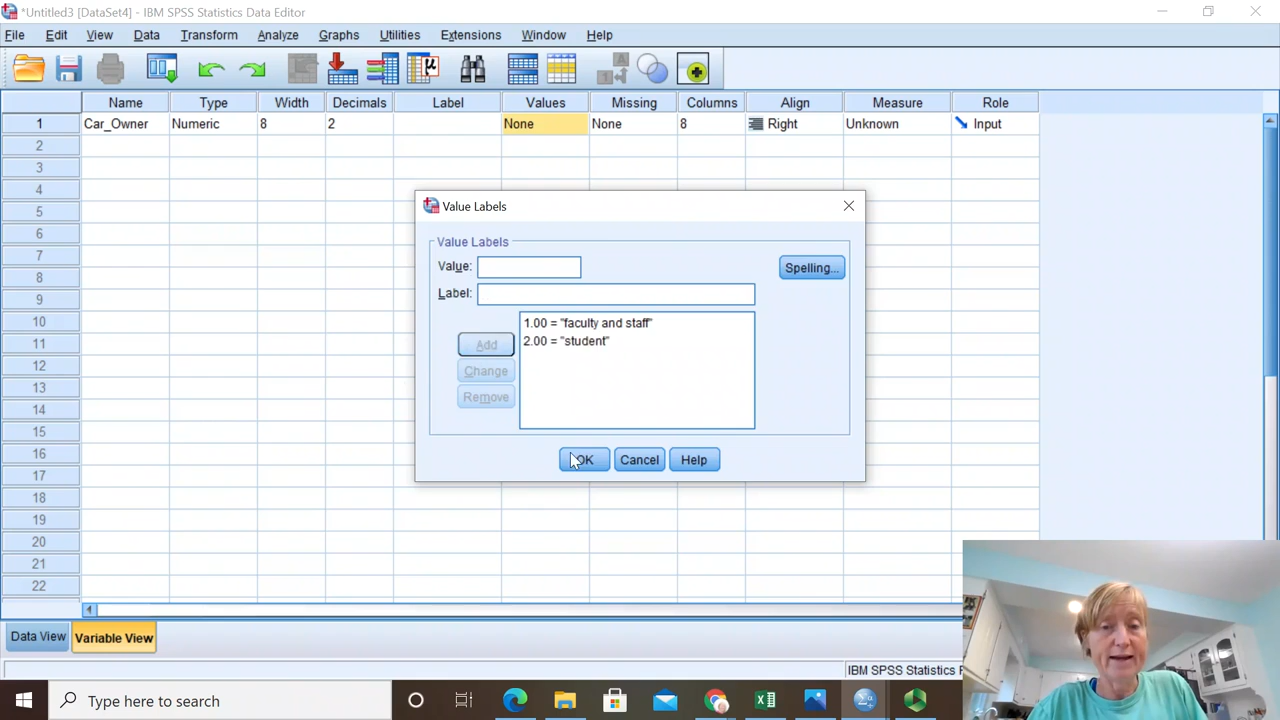 *Untitled3 [DataSet4] - IBM SPSS Statistics Data Editor
File Edit View Data Transform Analyze Graphs Utilities Extensions Window Help
Name Type Width Decimals Label Values Missing Columns Align Measure Role
1 Car_Owner Numeric 8 2 None None 8 Right Unknown Input
2
3
4
5
6
7
8
9
10
11
12
13
14
15
16
17
18
19
20
21
22
Value Labels
Value Labels
Value:
Spelling...
Label:
1.00 = "faculty and staff"
2.00 = "student"
Add
Change
Remove
OK Cancel Help
Data View Variable View
IBM SPSS Statistics
Type here to search